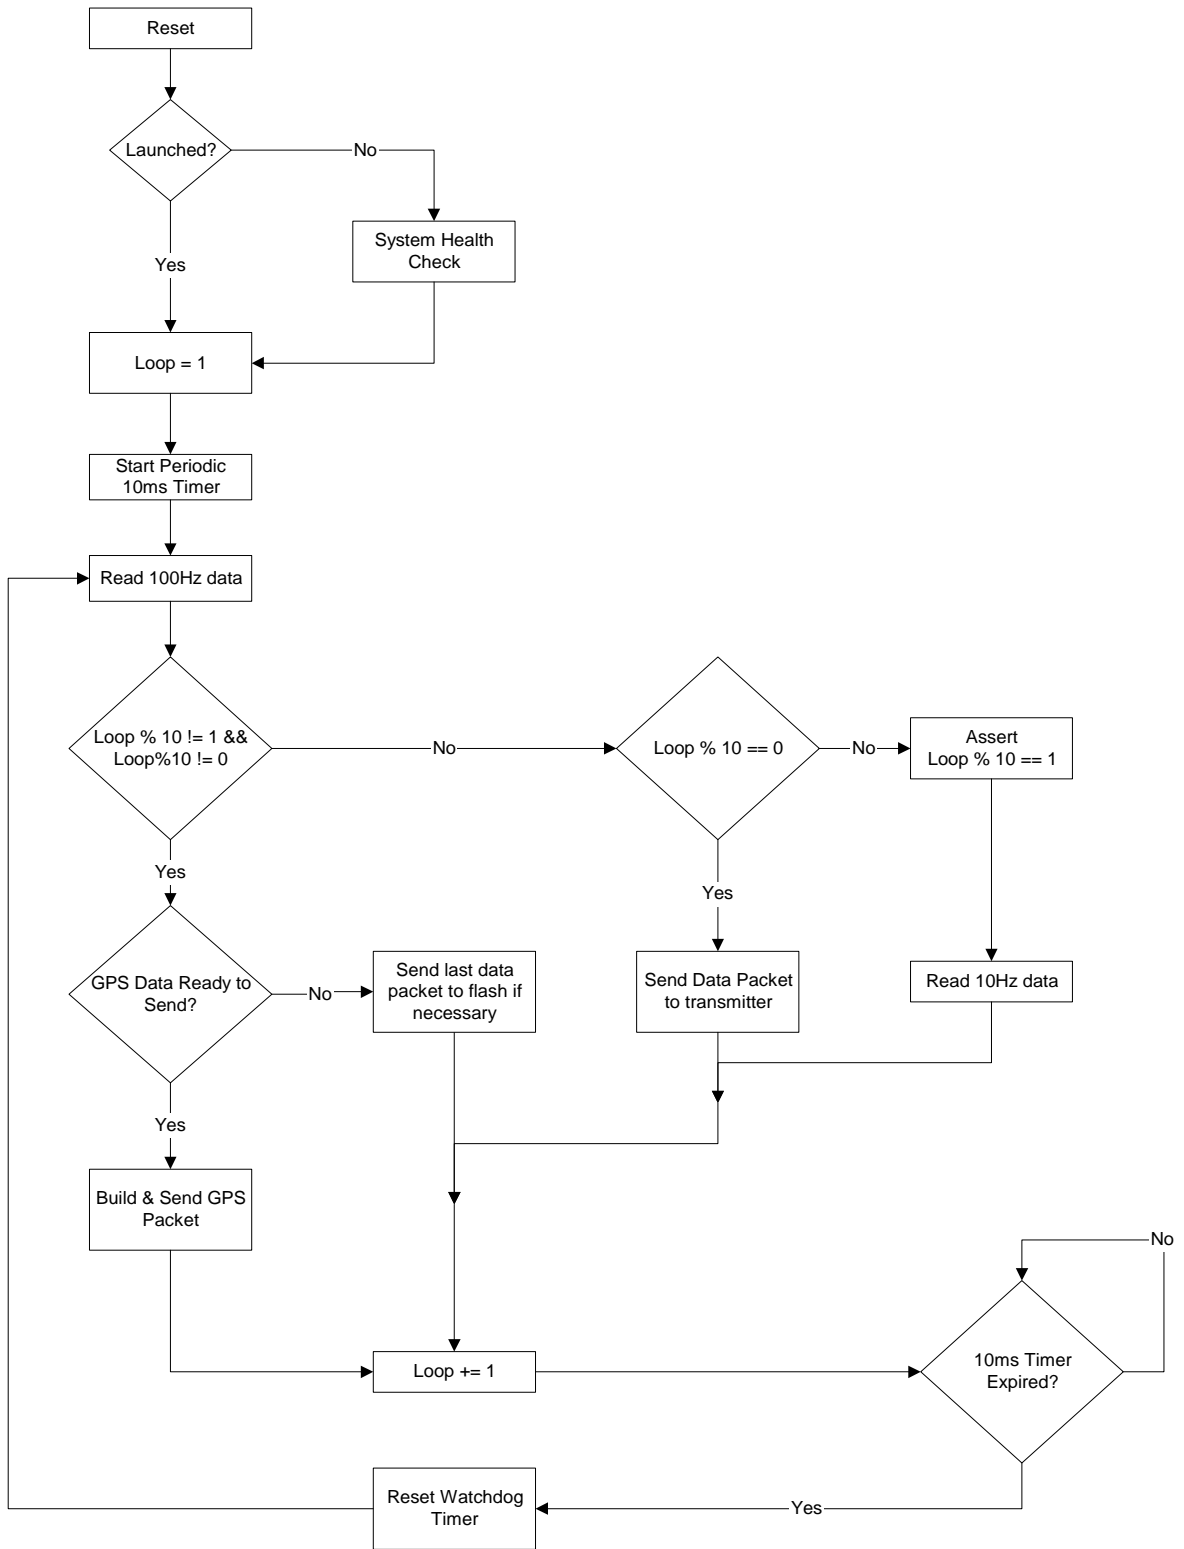 Reset
Launched?
No
System Health
Check
Yes
Loop = 1
Start Periodic
10ms Timer
Read 100Hz data
Loop % 10 != 1 &&
Loop%10 != 0
No
Loop % 10 == 0
No
Assert
Loop % 10 == 1
Yes
Yes
GPS Data Ready to
Send?
No
Send last data
packet to flash if
necessary
Send Data Packet
to transmitter
Read 10Hz data
Yes
Build & Send GPS
Packet
No
10ms Timer
Expired?
Loop += 1
Reset Watchdog
Timer
Yes